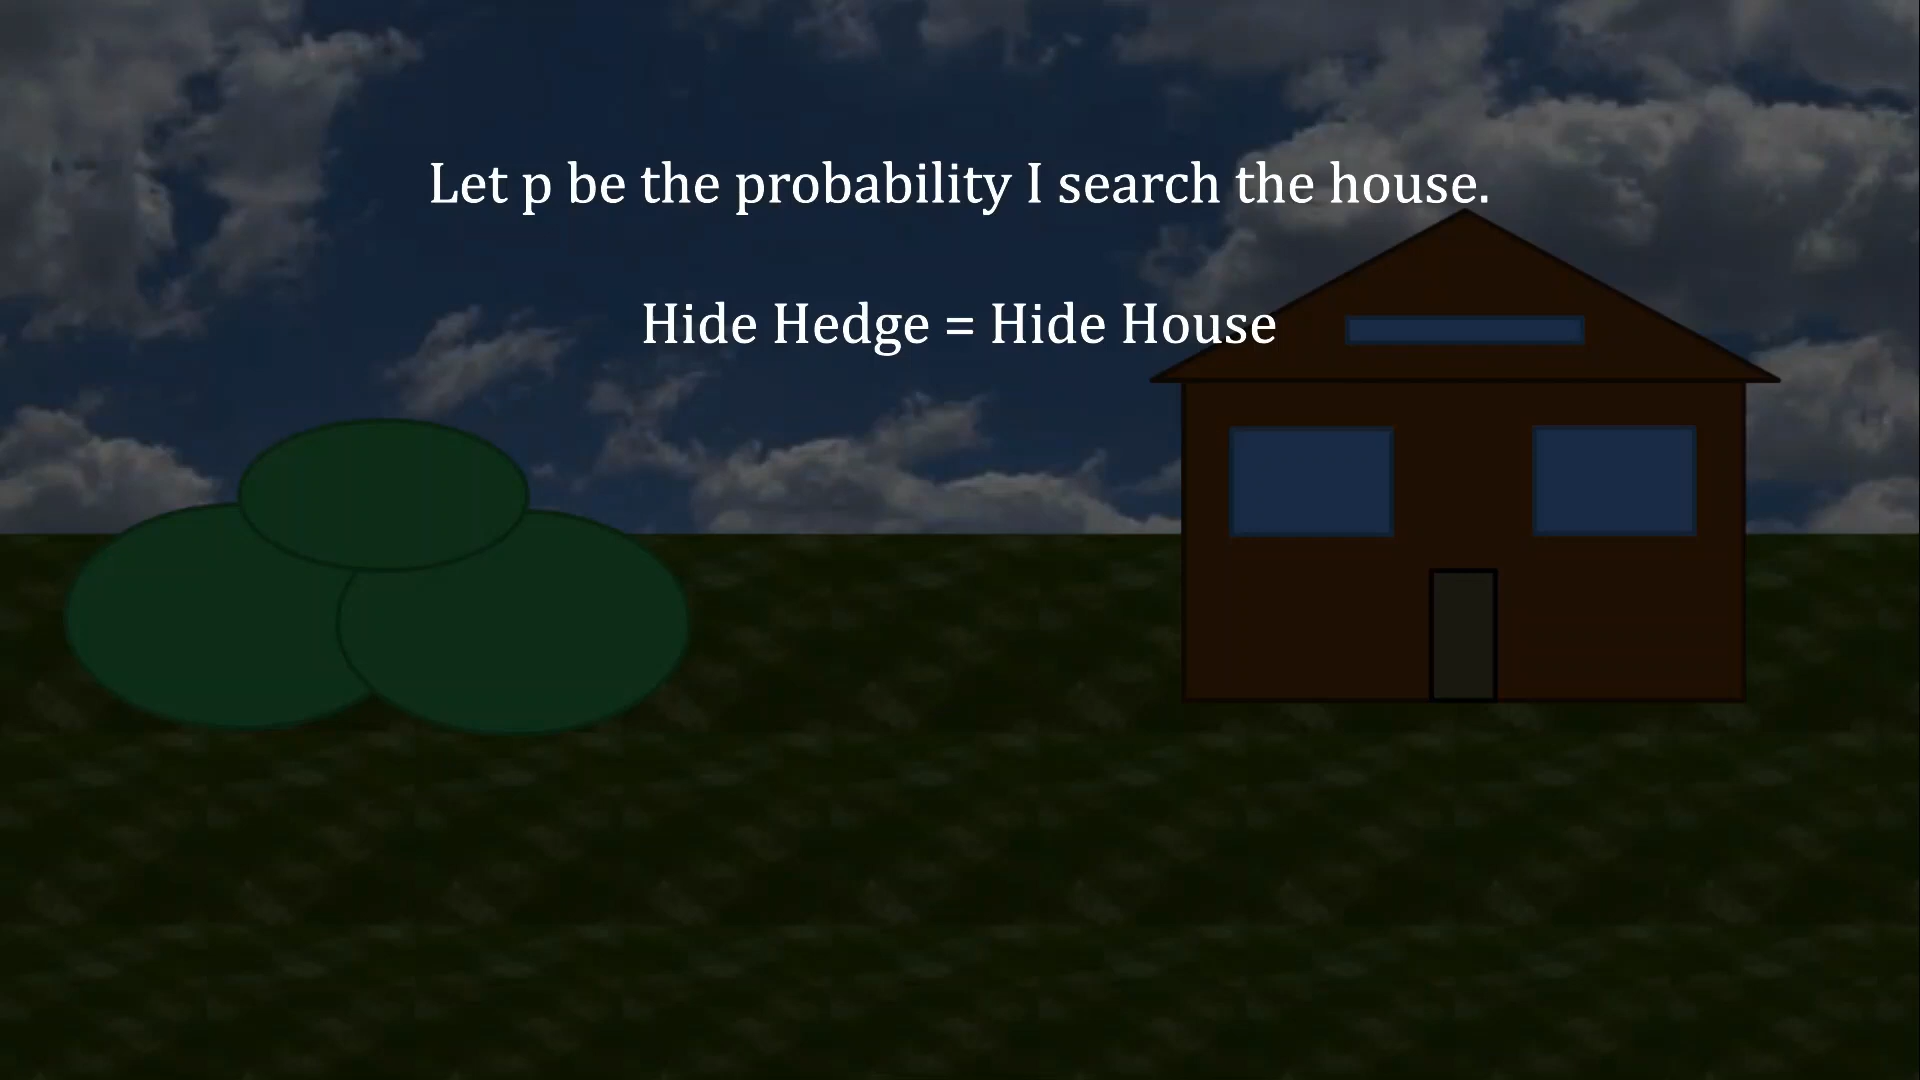 Let p be the probability I search the house.
Hide Hedge = Hide House